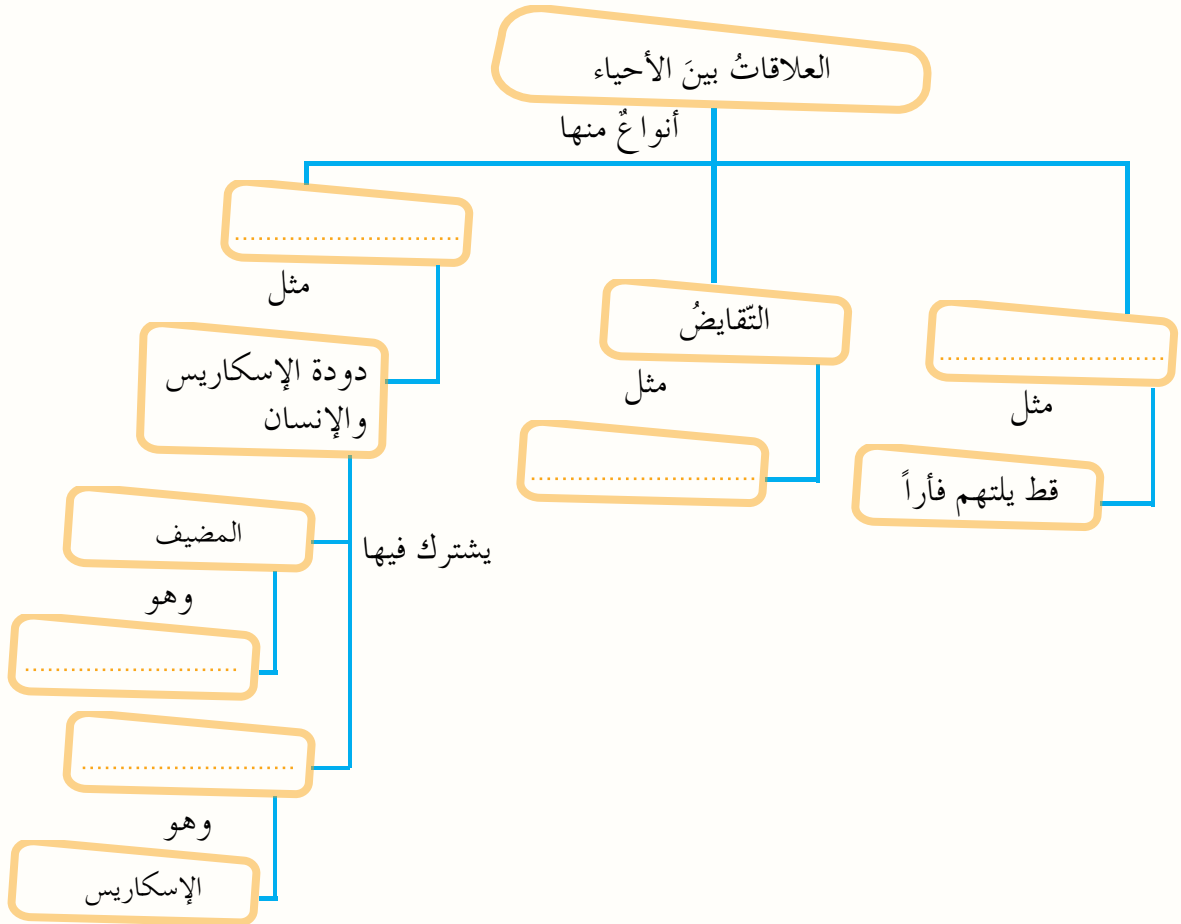 العلاقاتُ بينَ الأحياء
أنواعٌ منها
..............................
مثل
قط يلتهم فأراً
التّقايضُ
مثل
..............................
..............................
مثل
دودة الإسكاريس
والإنسان
يشترك فيها
المضيف
وهو
............................
............................
وهو
الإسكاريس